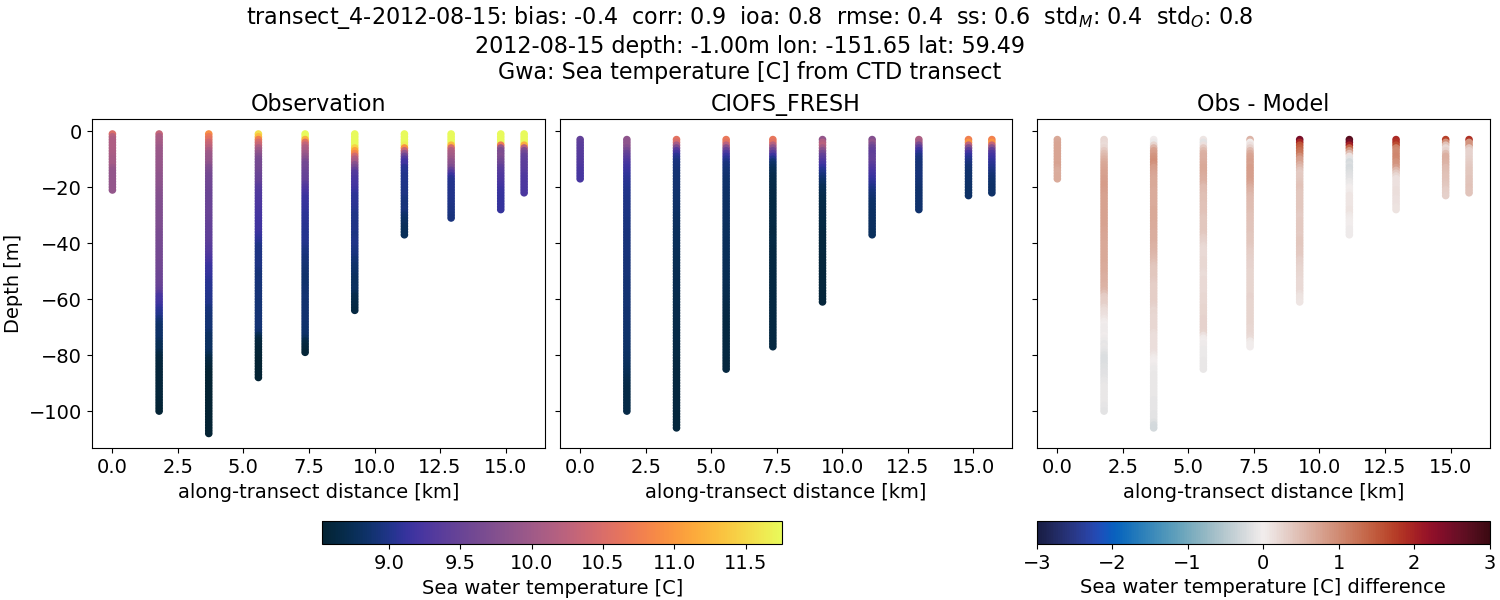 transect_4-2012-08-15: bias: -0.4 corr: 0.9 ioa: 0.8 rmse: 0.4 ss: 0.6 std_M: 0.4 std_O: 0.8
2012-08-15 depth: -1.00m lon: -151.65 lat: 59.49
Gwa: Sea temperature [C] from CTD transect
Observation
CIOFS_FRESH
Obs - Model
Depth [m]
0
−20
−40
−60
−80
−100
0.0 2.5 5.0 7.5 10.0 12.5 15.0
0.0 2.5 5.0 7.5 10.0 12.5 15.0
0.0 2.5 5.0 7.5 10.0 12.5 15.0
along-transect distance [km]
along-transect distance [km]
along-transect distance [km]
9.0 9.5 10.0 10.5 11.0 11.5
Sea water temperature [C]
−3 −2 −1 0 1 2 3
Sea water temperature [C] difference